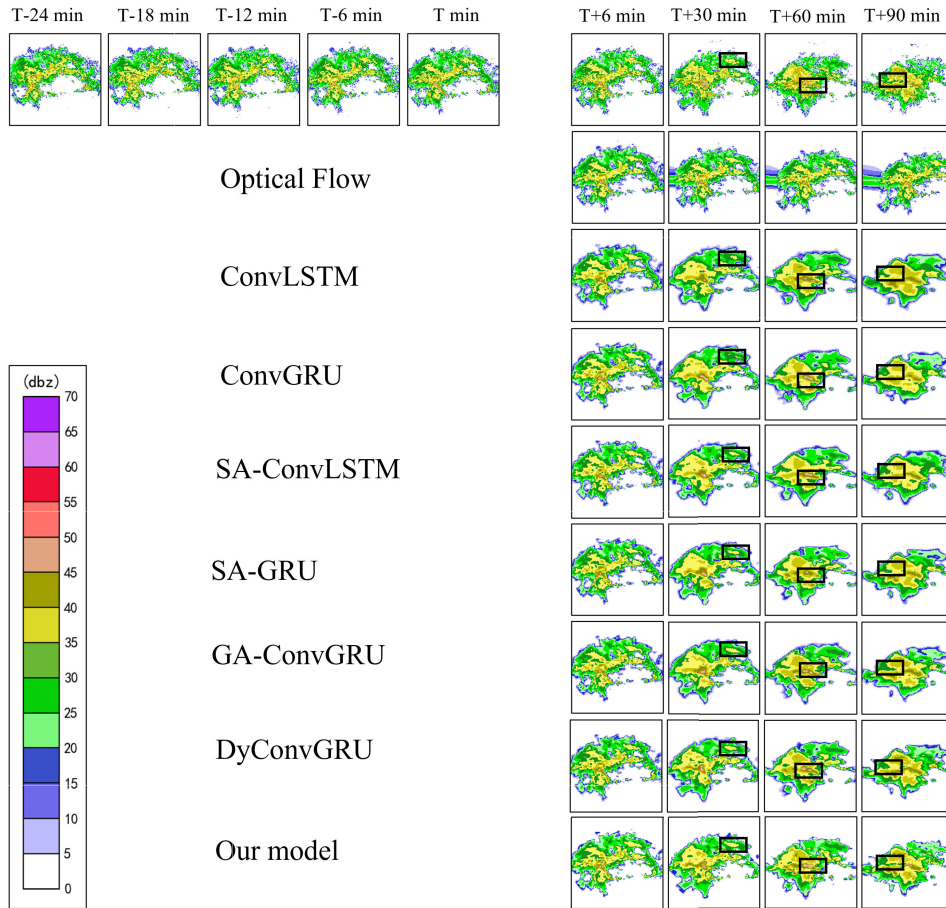 T-24 min T-18 min T-12 min T-6 min T min T+6 min T+30 min T+60 min T+90 min
Optical Flow
ConvLSTM
ConvGRU
SA-ConvLSTM
SA-GRU
GA-ConvGRU
DyConvGRU
Our model
(dbz)
70
65
60
55
50
45
40
35
30
25
20
15
10
5
0